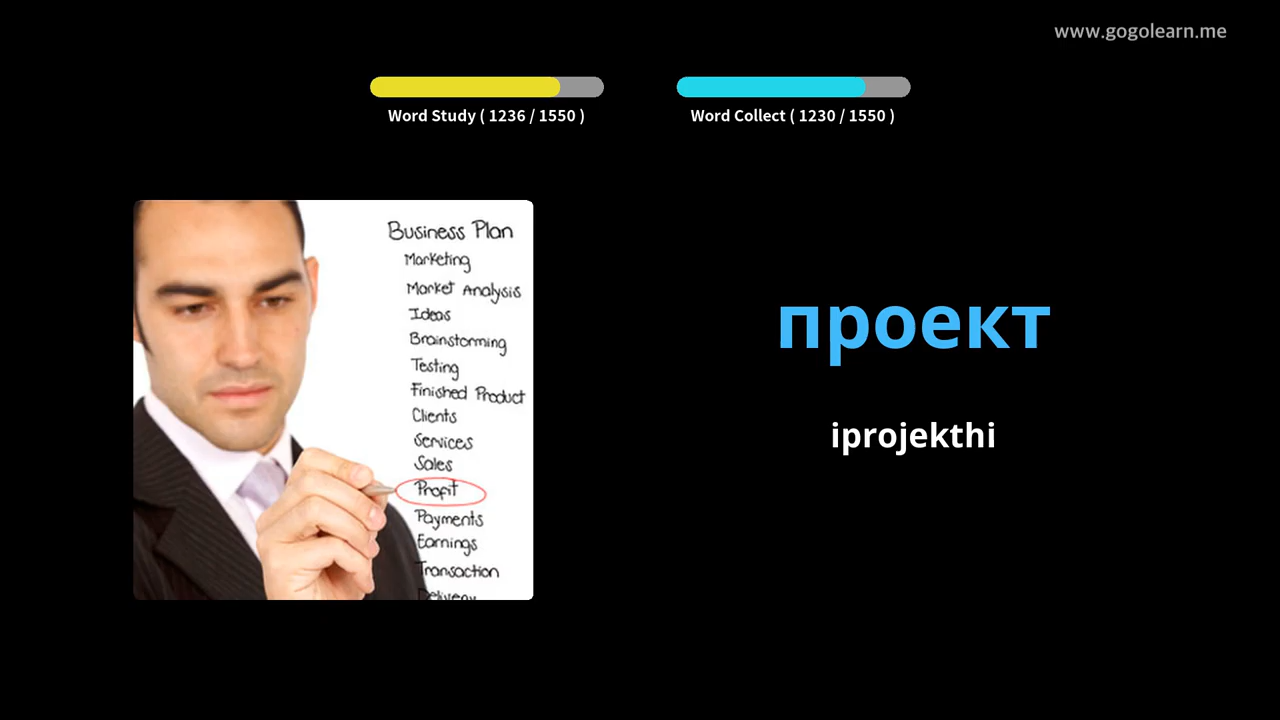 www.gogolearn.me
Word Study ( 1236 / 1550 )
Word Collect ( 1230 / 1550 )
Business Plan
Marketing
Market Analysis
Ideas
Brainstorming
Testing
Finished Product
Clients
Services
Sales
Profit
Payments
Earnings
Transaction
Delivery
проект
iprojekthi